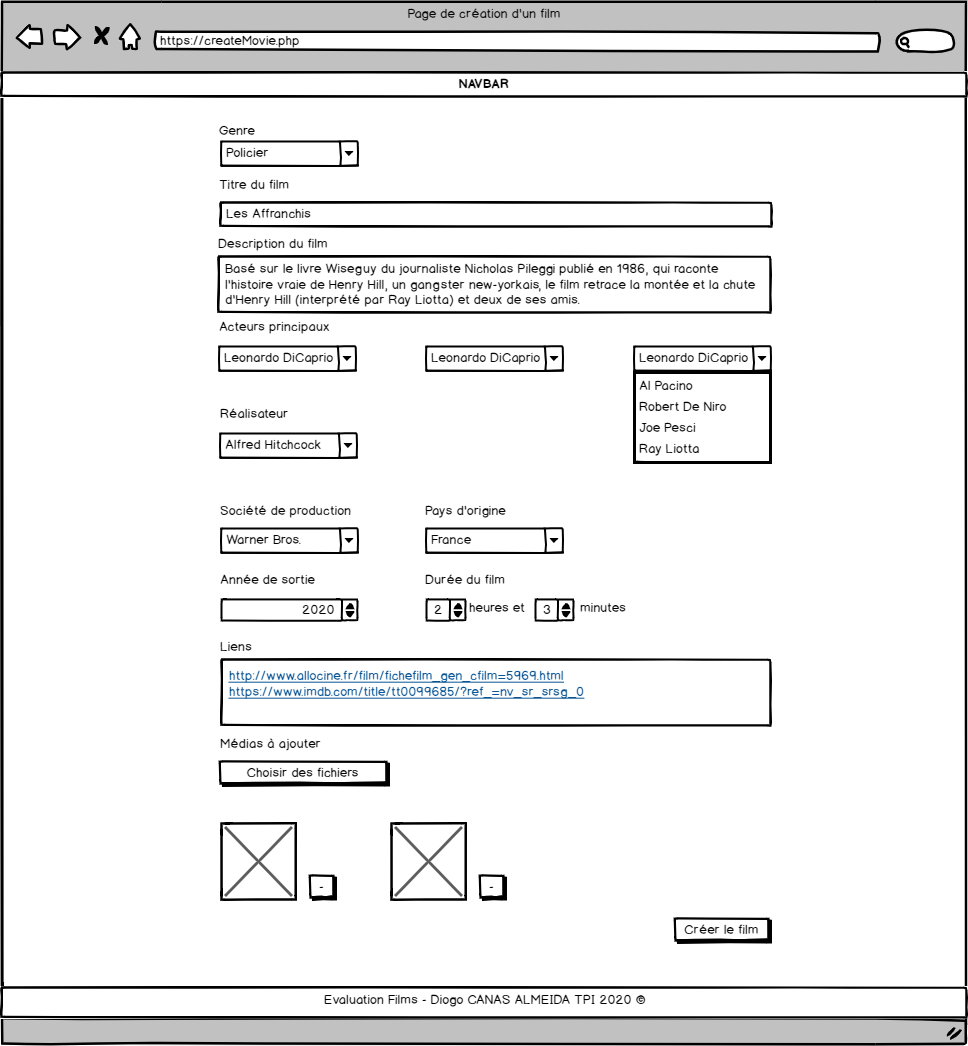 Page de création d'un film
https://createMovie.php
NAVBAR
Genre
Policier
Titre du film
Les Affranchis
Description du film
Basé sur le livre Wiseguy du journaliste Nicholas Pileggi publié en 1986, qui raconte
l'histoire vraie de Henry Hill, un gangster new-yorkais, le film retrace la montée et la chute
d'Henry Hill (interprété par Ray Liotta) et deux de ses amis.
Acteurs principaux
Leonardo DiCaprio Leonardo DiCaprio Leonardo DiCaprio
Al Pacino
Robert De Niro
Joe Pesci
Ray Liotta
Réalisateur
Alfred Hitchcock
Société de production Pays d'origine
Warner Bros. France
Année de sortie Durée du film
2020 2 heures et 3 minutes
Liens
http://www.allocine.fr/film/fichefilm_gen_cfilm=5969.html
https://www.imdb.com/title/tt0099685/?ref_=nv_sr_srsg_0
Médias à ajouter
Choisir des fichiers
- -
Créer le film
Evaluation Films - Diogo CANAS ALMEIDA TPI 2020 ©